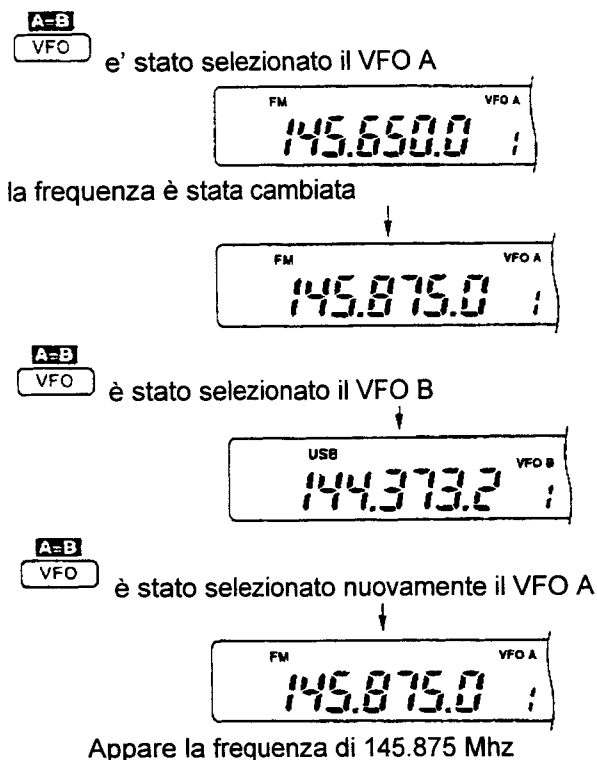 A=B
VFO e' stato selezionato il VFO A
FM VFO A
145.650.0 1
la frequenza è stata cambiata
FM VFO A
145.875.0 1
A=B
VFO è stato selezionato il VFO B
USB VFO B
144.373.2 1
A=B
VFO è stato selezionato nuovamente il VFO A
FM VFO A
145.875.0 1
Appare la frequenza di 145.875 Mhz